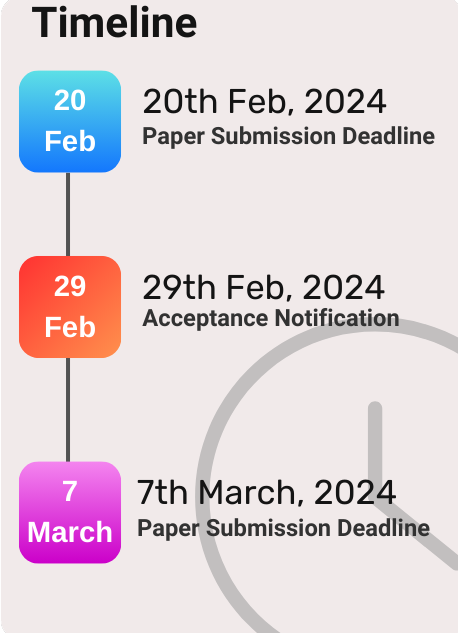 Timeline
20
Feb
20th Feb, 2024
Paper Submission Deadline
29
Feb
29th Feb, 2024
Acceptance Notification
7
March
7th March, 2024
Paper Submission Deadline